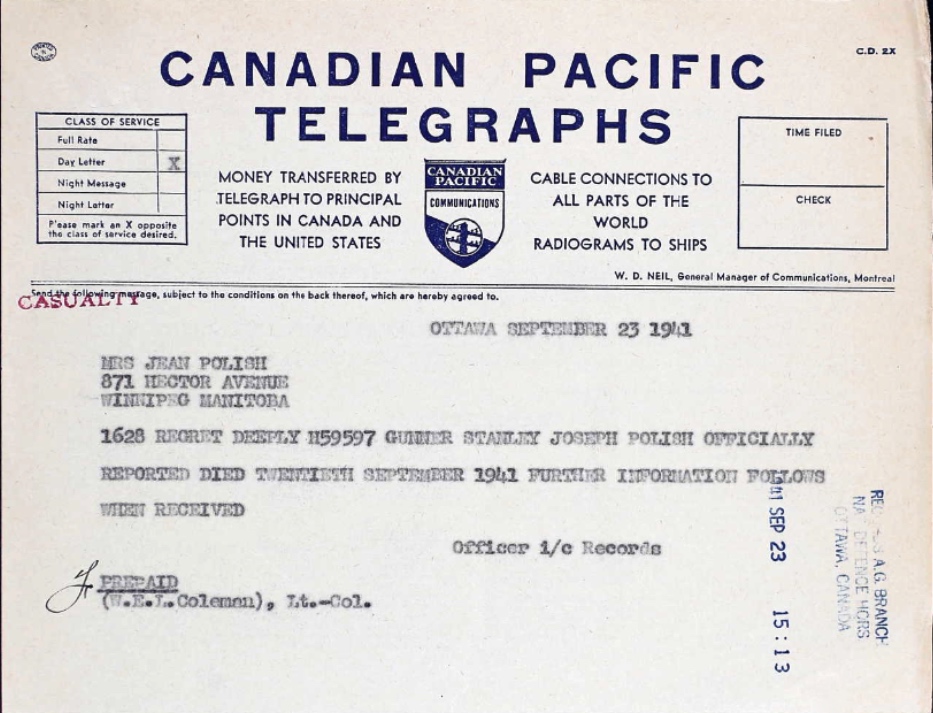 PRINTED IN CANADA
C.D. 2X
CANADIAN PACIFIC
TELEGRAPHS
CLASS OF SERVICE
Full Rate
Day Letter X
Night Message
Night Letter
Please mark an X opposite
the class of service desired.
MONEY TRANSFERRED BY
TELEGRAPH TO PRINCIPAL
POINTS IN CANADA AND
THE UNITED STATES
CANADIAN
PACIFIC
COMMUNICATIONS
CABLE CONNECTIONS TO
ALL PARTS OF THE
WORLD
RADIOGRAMS TO SHIPS
TIME FILED
CHECK
W. D. NEIL, General Manager of Communications, Montreal
Send the following message, subject to the conditions on the back thereof, which are hereby agreed to.
CASUALTY
OTTAWA SEPTEMBER 23 1941
MRS JEAN POLISH
871 HECTOR AVENUE
WINNIPEG MANITOBA
1628 REGRET DEEPLY H59597 GUNNER STANLEY JOSEPH POLISH OFFICIALLY
REPORTED DIED TWENTIETH SEPTEMBER 1941 FURTHER INFORMATION FOLLOWS
WHEN RECEIVED
Officer i/c Records
PREPAID
(W.E.L.Coleman), Lt.-Col.
41 SEP 23 15:13
A.G. BRANCH
NAT DEFENCE HQRS
OTTAWA, CANADA